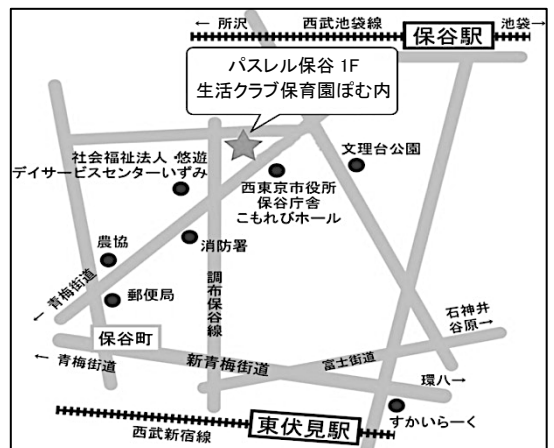 ← 所沢
西武池袋線
池袋→
保谷駅
パスレル保谷 1F
生活クラブ保育園ぽむ内
社会福祉法人・悠遊
デイサービスセンターいずみ
文理台公園
西東京市役所
保谷庁舎
こもれびホール
消防署
農協
← 青梅街道
郵便局
調布保谷線
保谷町
← 青梅街道
新青梅街道
富士街道
石神井
谷原→
環八→
すかいらーく
東伏見駅
西武新宿線